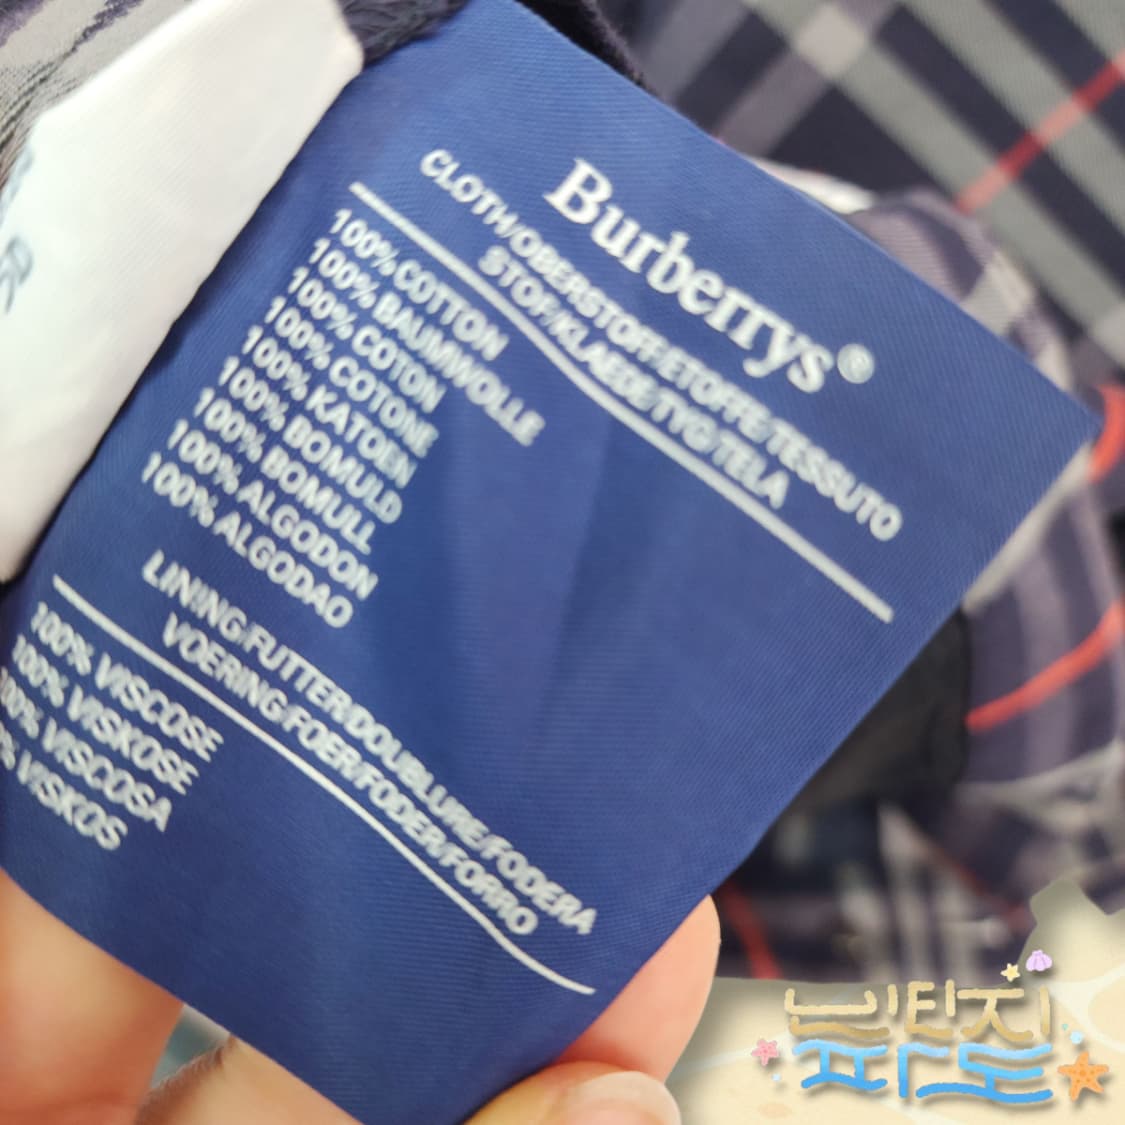 Burberrys®
CLOTH/OBERSTOFF/ETOFFE/TESSUTO
STOF/KLAEDE/TYG/TELA
100% COTTON
100% BAUMWOLLE
100% COTON
100% COTONE
100% KATOEN
100% BOMULD
100% BOMULL
100% ALGODON
100% ALGODAO
LINING/FUTTER/DOUBLURE/FODERA
VOERING/FOER/FODER/FORRO
100% VISCOSE
100% VISKOSE
100% VISCOSA
% VISKOS
빈티지
파도